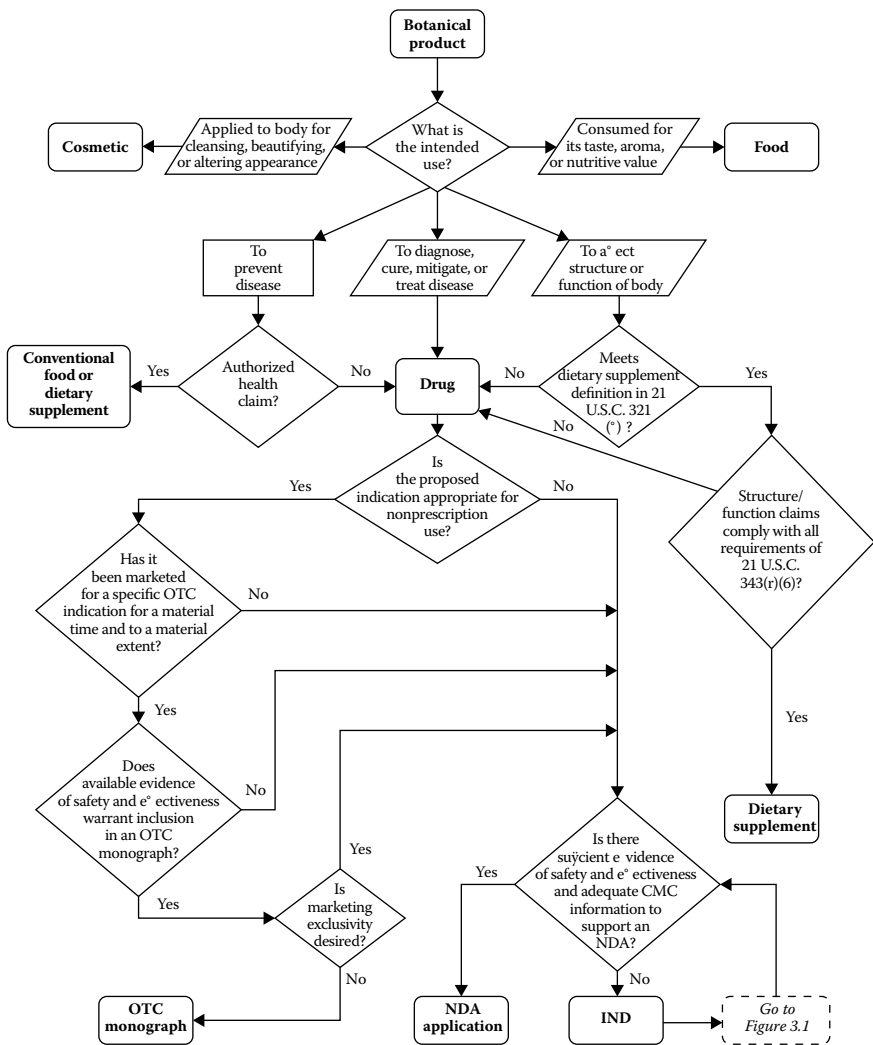 Botanical
product
What is
the intended
use?
Applied to body for
cleansing, beautifying,
or altering appearance
Cosmetic
Consumed for
its taste, aroma,
or nutritive value
Food
To
prevent
disease
To diagnose,
cure, mitigate, or
treat disease
To a° ect
structure or
function of body
Conventional
food or
dietary
supplement
Yes
Authorized
health
claim?
No
Drug
No
Meets
dietary supplement
definition in 21
U.S.C. 321
(°) ?
Yes
No
Structure/
function claims
comply with all
requirements of
21 U.S.C.
343(r)(6)?
Yes
Dietary
supplement
Is
the proposed
indication appropriate for
nonprescription
use?
Yes
No
Has it
been marketed
for a specific OTC
indication for a material
time and to a material
extent?
No
Yes
Does
available evidence
of safety and e° ectiveness
warrant inclusion
in an OTC
monograph?
No
Yes
Is
marketing
exclusivity
desired?
Yes
No
OTC
monograph
Is there
suÿcient e vidence
of safety and e° ectiveness
and adequate CMC
information to
support an
NDA?
Yes
No
NDA
application
IND
Go to
Figure 3.1